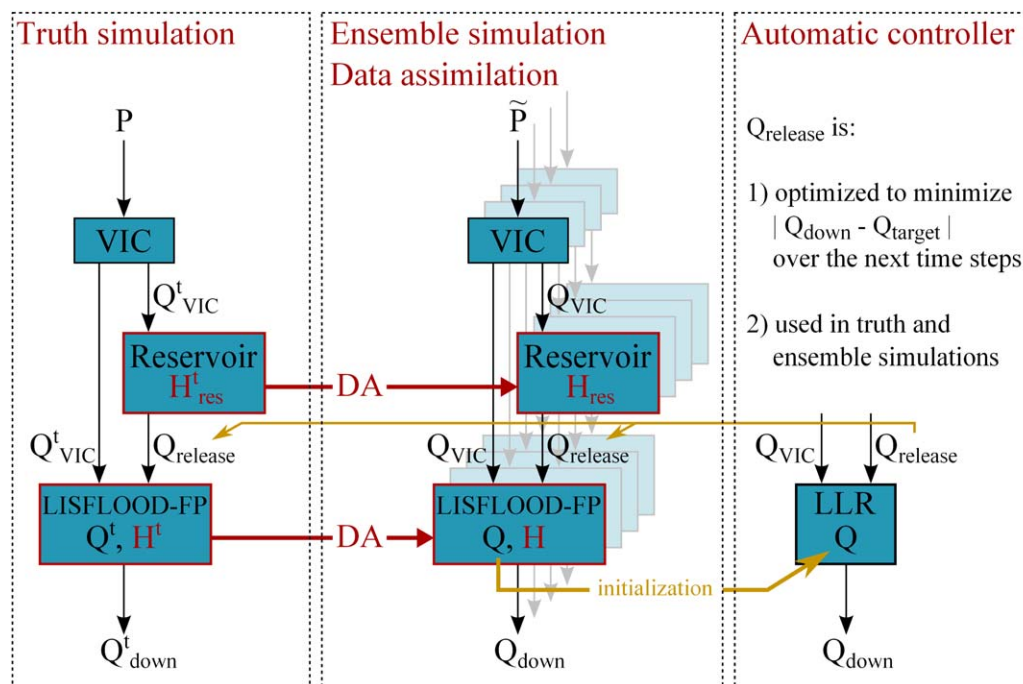 Truth simulation
P
VIC
Q^t_VIC
Reservoir
H^t_res
Q^t_VIC
Q_release
LISFLOOD-FP
Q^t, H^t
Q^t_down
DA
DA
Ensemble simulation
Data assimilation
P̃
VIC
Q_VIC
Reservoir
H_res
Q_VIC
Q_release
LISFLOOD-FP
Q, H
initialization
Q_down
Automatic controller
Q_release is:
1) optimized to minimize
| Q_down - Q_target |
over the next time steps
2) used in truth and
ensemble simulations
Q_VIC
Q_release
LLR
Q
Q_down